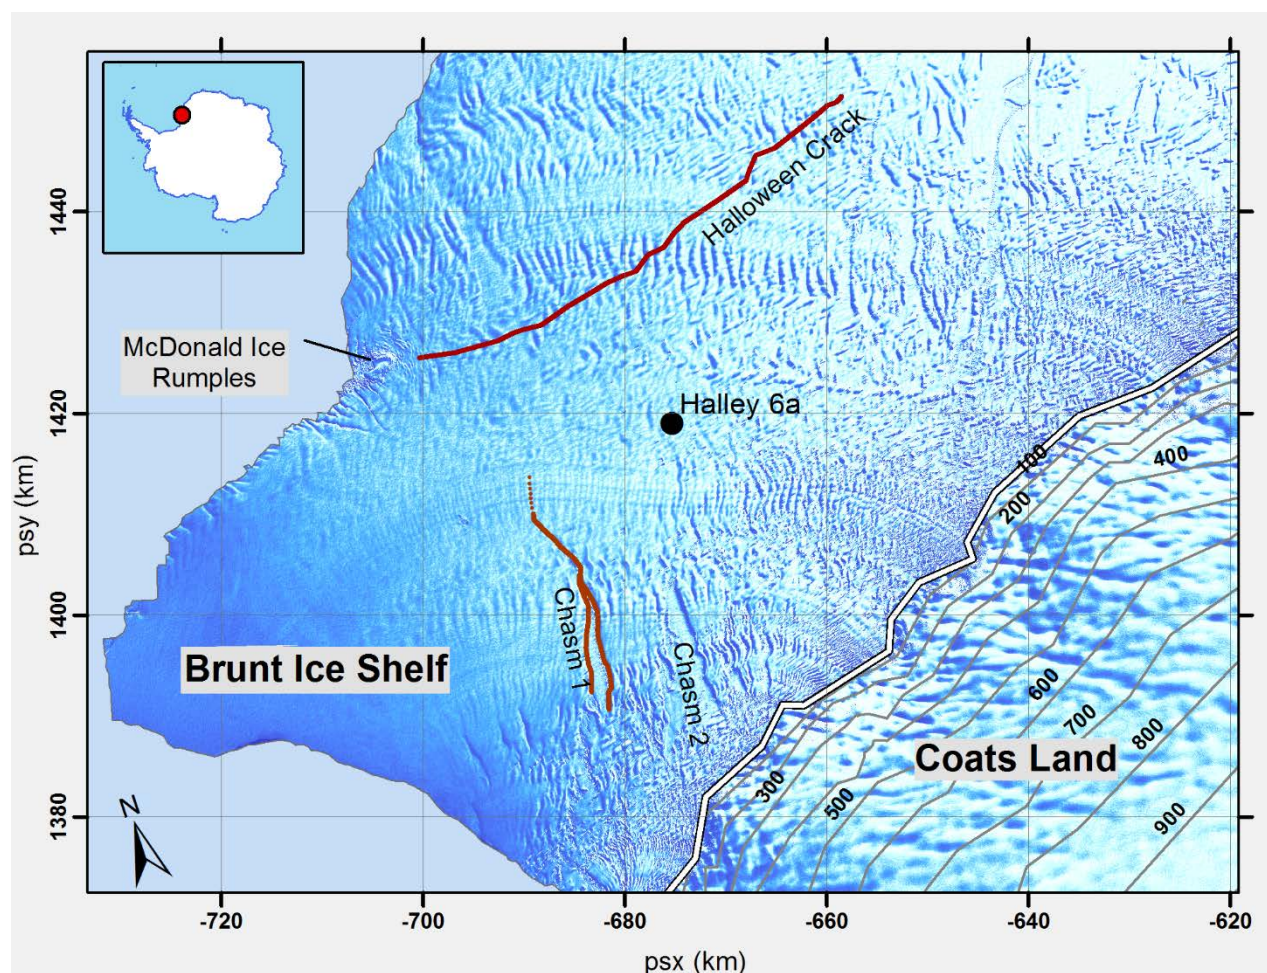 Halloween Crack
McDonald Ice
Rumples
Halley 6a
Chasm 1
Chasm 2
Brunt Ice Shelf
Coats Land
100
200
400
300
500
600
700
800
900
N
1440
1420
1400
1380
psy (km)
-720
-700
-680
-660
-640
-620
psx (km)